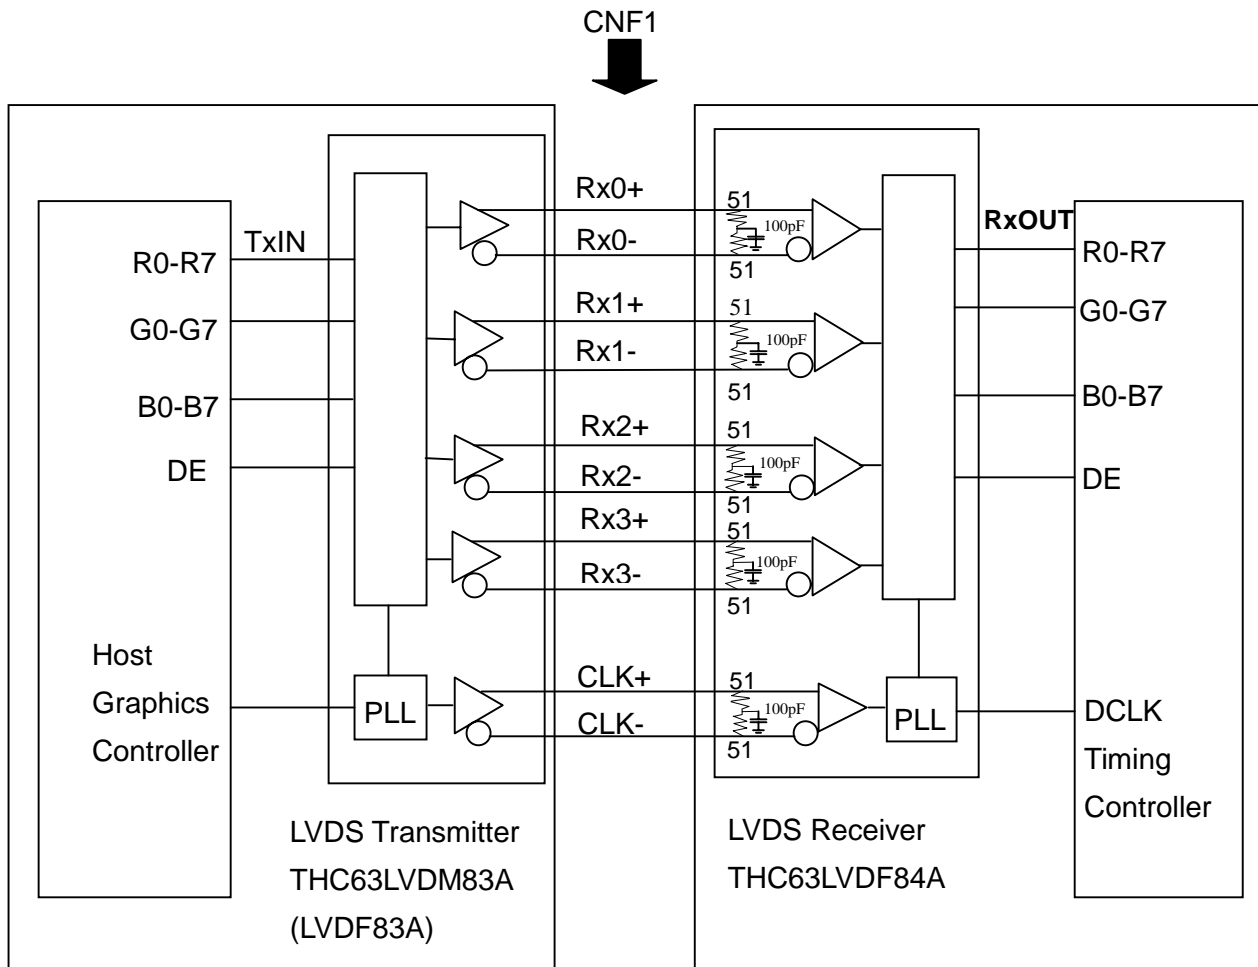 CNF1
TxIN
R0-R7
G0-G7
B0-B7
DE
Host
Graphics
Controller
PLL
LVDS Transmitter
THC63LVDM83A
(LVDF83A)
Rx0+
Rx0-
Rx1+
Rx1-
Rx2+
Rx2-
Rx3+
Rx3-
CLK+
CLK-
51
100pF
51
51
100pF
51
51
100pF
51
51
100pF
51
51
100pF
51
PLL
LVDS Receiver
THC63LVDF84A
RxOUT
R0-R7
G0-G7
B0-B7
DE
DCLK
Timing
Controller